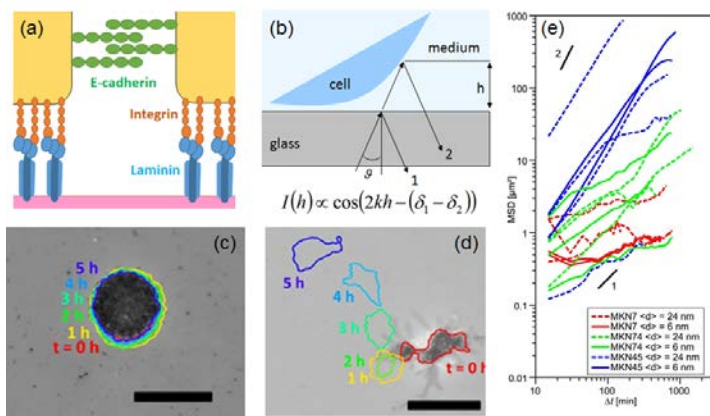 (a)
E-cadherin
Integrin
Laminin
(b)
medium
cell
h
glass
ϑ
1
2
I(h) ∝ cos(2kh − (δ₁ − δ₂))
(c)
5 h
4 h
3 h
2 h
1 h
t = 0 h
(d)
5 h
4 h
3 h
2 h
1 h
t = 0 h
(e)
MSD [µm²]
1000
100
10
1
0.1
0.01
2
1
MKN7 <d> = 24 nm
MKN7 <d> = 6 nm
MKN74 <d> = 24 nm
MKN74 <d> = 6 nm
MKN45 <d> = 24 nm
MKN45 <d> = 6 nm
10
100
1000
Δt [min]